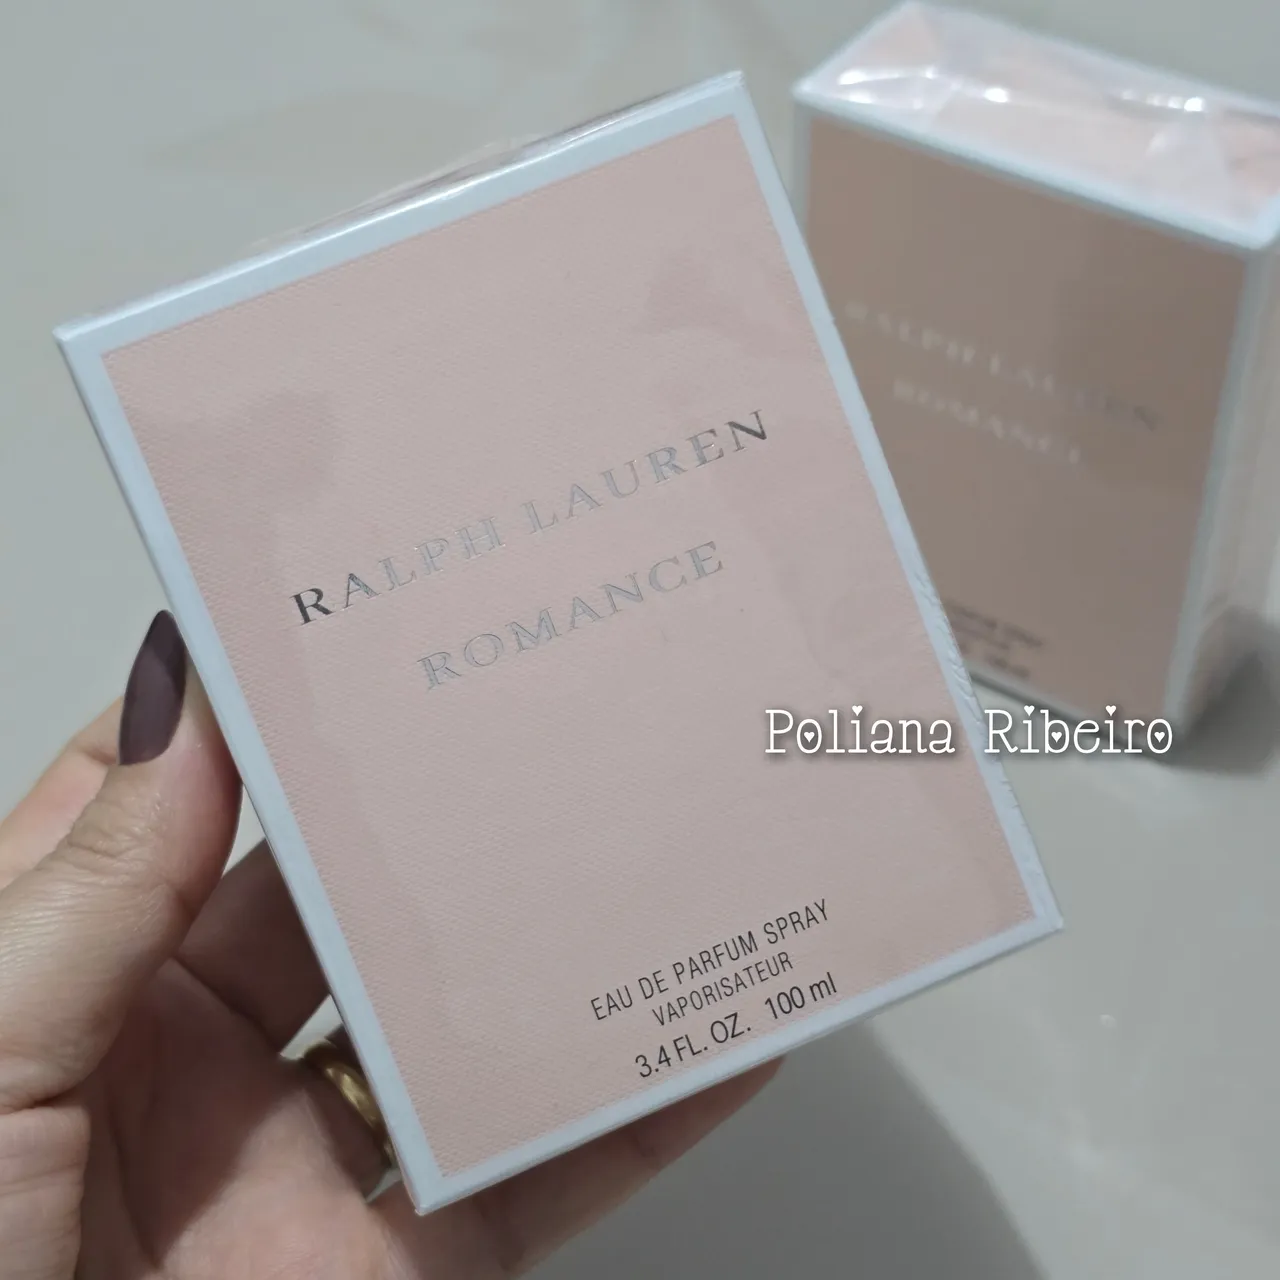 RALPH LAUREN
ROMANCE
EAU DE PARFUM SPRAY
VAPORISATEUR
3.4 FL. OZ. 100 ml
RALPH LAUREN
ROMANCE
Poliana Ribeiro